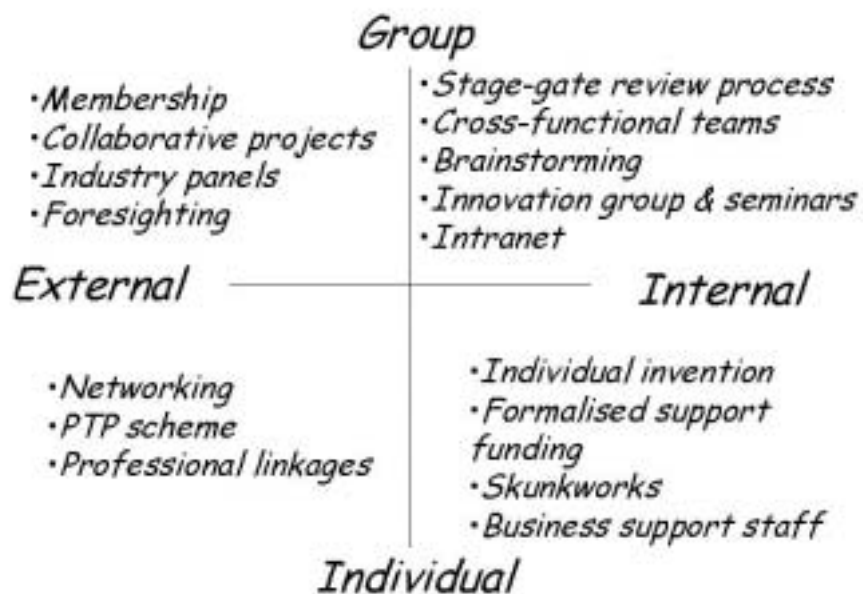 Group
•Membership
•Collaborative projects
•Industry panels
•Foresighting
•Stage-gate review process
•Cross-functional teams
•Brainstorming
•Innovation group & seminars
•Intranet
External
Internal
•Networking
•PTP scheme
•Professional linkages
•Individual invention
•Formalised support
funding
•Skunkworks
•Business support staff
Individual